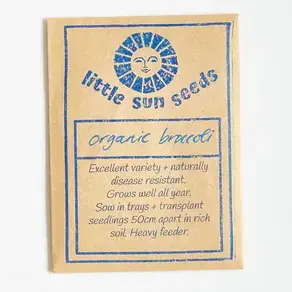 little sun seeds
organic broccoli
Excellent variety + naturally
disease resistant.
Grows well all year.
Sow in trays + transplant
seedlings 50cm apart in rich
soil. Heavy feeder.